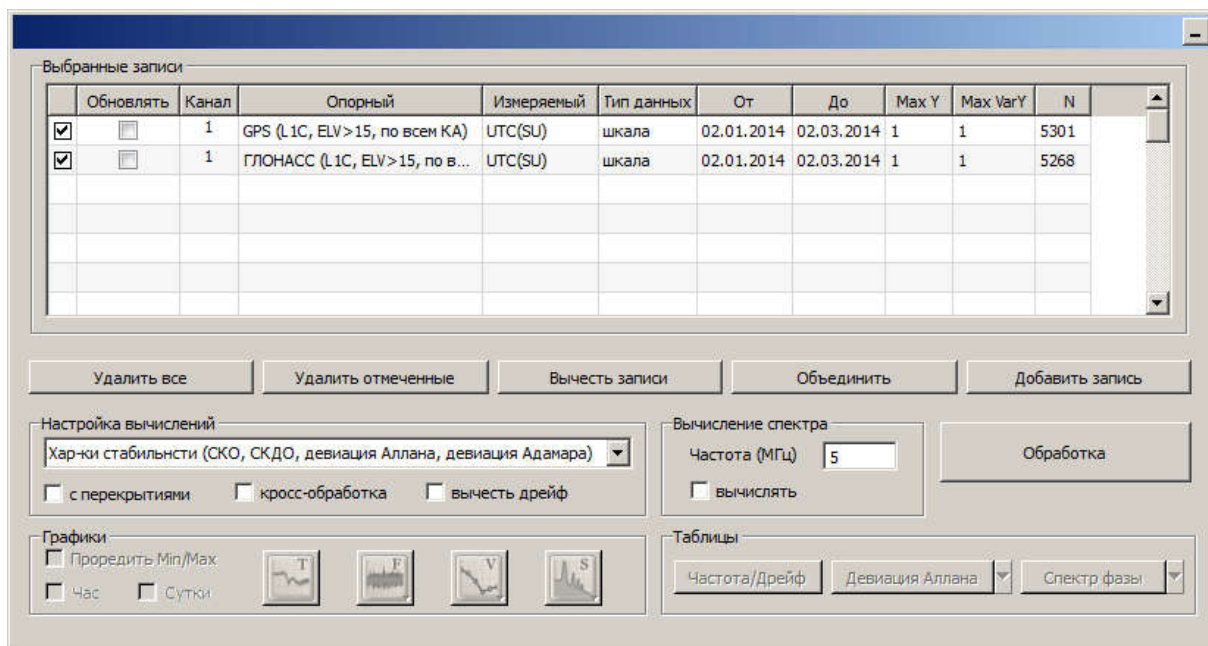 Выбранные записи
Обновлять Канал Опорный Измеряемый Тип данных От До Max Y Max VarY N
1 GPS (L1C, ELV>15, по всем КА) UTC(SU) шкала 02.01.2014 02.03.2014 1 1 5301
1 ГЛОНАСС (L1C, ELV>15, по в... UTC(SU) шкала 02.01.2014 02.03.2014 1 1 5268
Удалить все Удалить отмеченные Вычесть записи Объединить Добавить запись
Настройка вычислений Вычисление спектра
Хар-ки стабильнсти (СКО, СКДО, девиация Аллана, девиация Адамара) Частота (МГц) 5 Обработка
с перекрытиями кросс-обработка вычесть дрейф вычислять
Графики Таблицы
Проредить Min/Max T F V S
Час Сутки Частота/Дрейф Девиация Аллана Спектр фазы